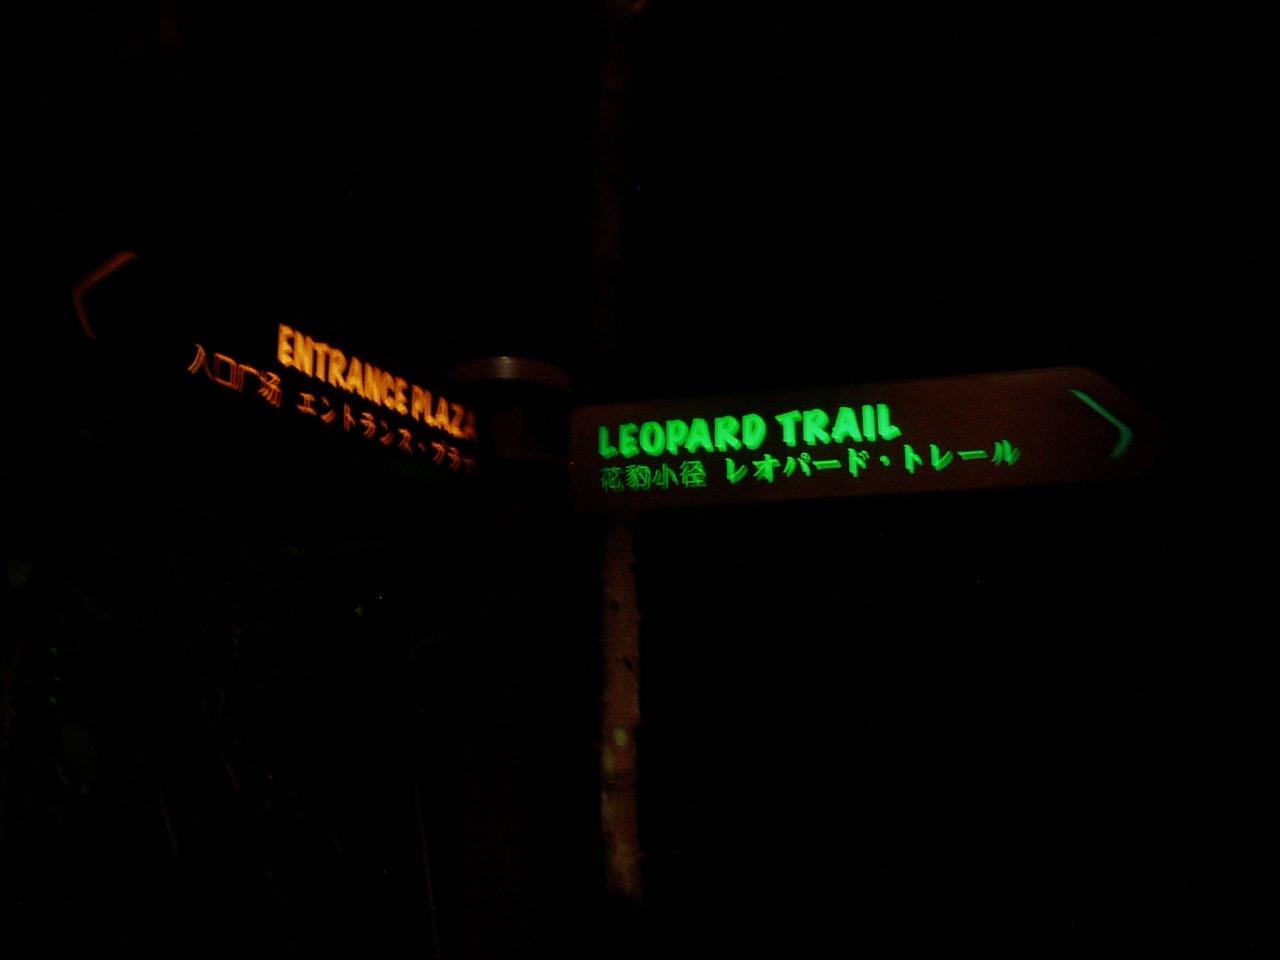 ENTRANCE PLAZA
入口广场 エントランス・プラザ
LEOPARD TRAIL
花豹小径 レオパード・トレール